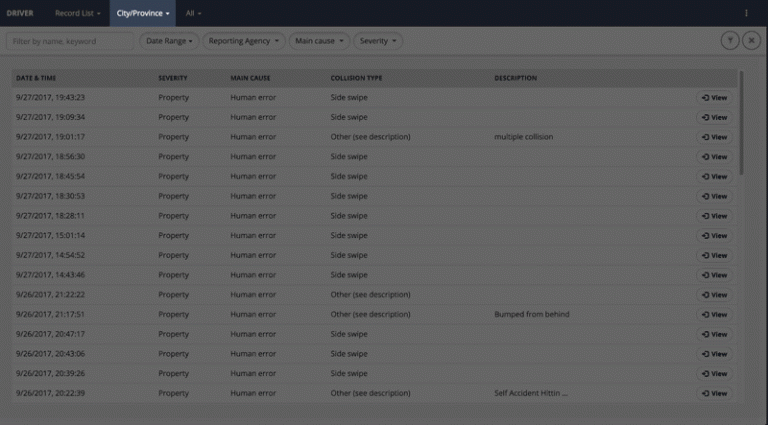 DRIVER Record List City/Province All
Filter by name, keyword Date Range Reporting Agency Main cause Severity
DATE & TIME SEVERITY MAIN CAUSE COLLISION TYPE DESCRIPTION
9/27/2017, 19:43:23 Property Human error Side swipe View
9/27/2017, 19:09:34 Property Human error Side swipe View
9/27/2017, 19:01:17 Property Human error Other (see description) multiple collision View
9/27/2017, 18:56:30 Property Human error Side swipe View
9/27/2017, 18:45:54 Property Human error Side swipe View
9/27/2017, 18:30:53 Property Human error Side swipe View
9/27/2017, 18:28:11 Property Human error Side swipe View
9/27/2017, 15:01:14 Property Human error Side swipe View
9/27/2017, 14:54:52 Property Human error Side swipe View
9/27/2017, 14:43:46 Property Human error Side swipe View
9/26/2017, 21:22:22 Property Human error Other (see description) View
9/26/2017, 21:17:51 Property Human error Other (see description) Bumped from behind View
9/26/2017, 20:47:17 Property Human error Side swipe View
9/26/2017, 20:43:06 Property Human error Side swipe View
9/26/2017, 20:39:26 Property Human error Side swipe View
9/26/2017, 20:22:39 Property Human error Other (see description) Self Accident Hittin ... View